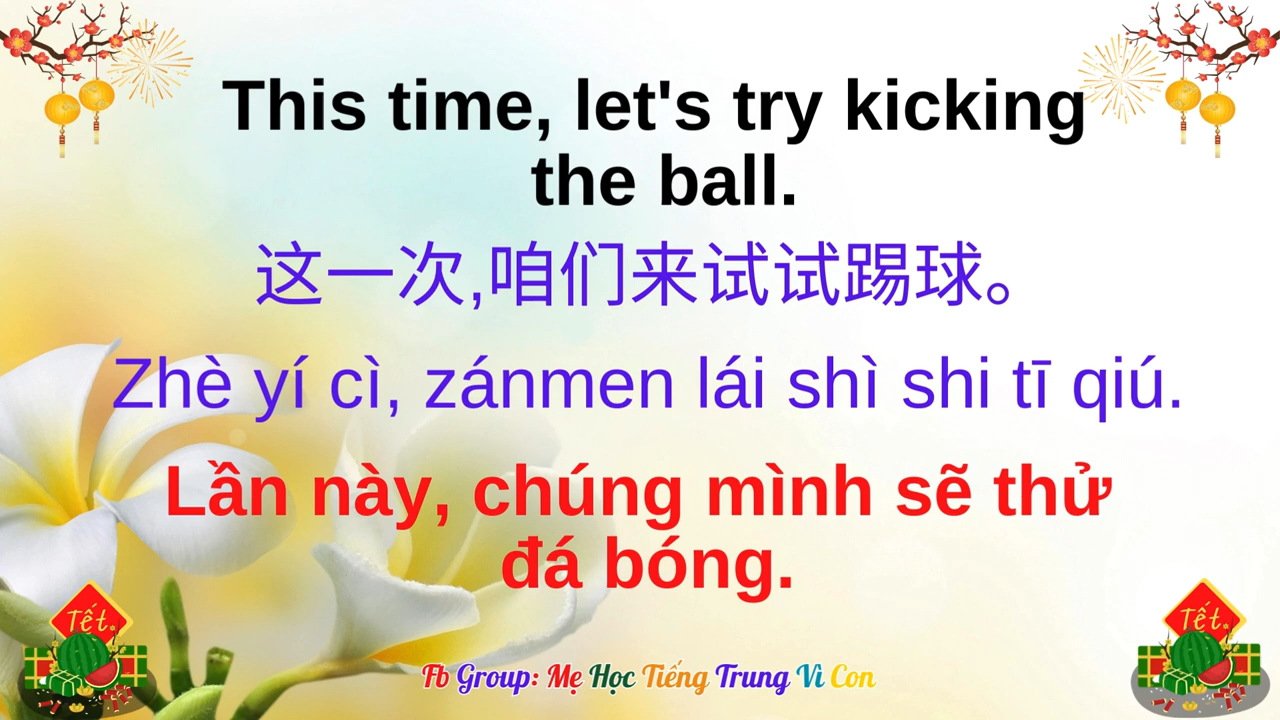 This time, let's try kicking
the ball.
这一次,咱们来试试踢球。
Zhè yí cì, zánmen lái shì shi tī qiú.
Lần này, chúng mình sẽ thử
đá bóng.
Tết
Tết
Fb Group: Mẹ Học Tiếng Trung Vì Con